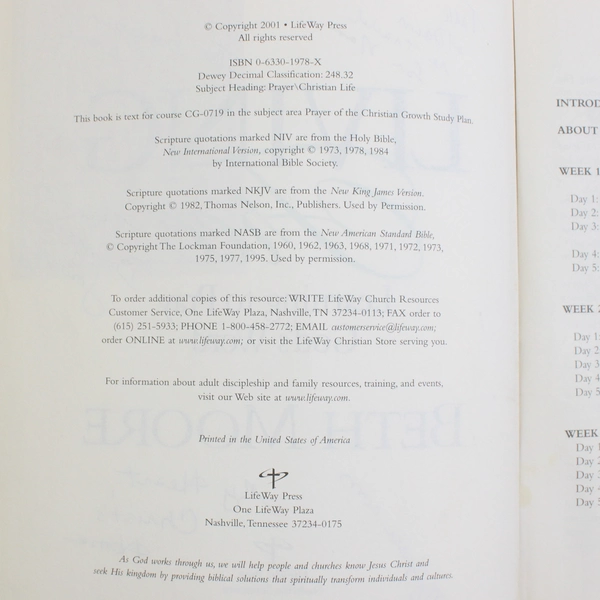 © Copyright 2001 • LifeWay Press
All rights reserved
ISBN 0-6330-1978-X
Dewey Decimal Classification: 248.32
Subject Heading: Prayer\Christian Life
This book is text for course CG-0719 in the subject area Prayer of the Christian Growth Study Plan.
Scripture quotations marked NIV are from the Holy Bible,
New International Version, copyright © 1973, 1978, 1984
by International Bible Society.
Scripture quotations marked NKJV are from the New King James Version.
Copyright © 1982, Thomas Nelson, Inc., Publishers. Used by Permission.
Scripture quotations marked NASB are from the New American Standard Bible,
© Copyright The Lockman Foundation, 1960, 1962, 1963, 1968, 1971, 1972, 1973,
1975, 1977, 1995. Used by permission.
To order additional copies of this resource: WRITE LifeWay Church Resources
Customer Service, One LifeWay Plaza, Nashville, TN 37234-0113; FAX order to
(615) 251-5933; PHONE 1-800-458-2772; EMAIL customerservice@lifeway.com;
order ONLINE at www.lifeway.com; or visit the LifeWay Christian Store serving you.
For information about adult discipleship and family resources, training, and events,
visit our Web site at www.lifeway.com.
Printed in the United States of America
LifeWay Press
One LifeWay Plaza
Nashville, Tennessee 37234-0175
As God works through us, we will help people and churches know Jesus Christ and
seek His kingdom by providing biblical solutions that spiritually transform individuals and cultures.
BETH MOORE
INTROD
ABOUT
WEEK 1
Day 1:
Day 2:
Day 3:
Day 4:
Day 5:
WEEK 2
Day 1:
Day 2
Day 3
Day 4
Day 5
WEEK
Day 1
Day 2
Day 3
Day 4
Day 5